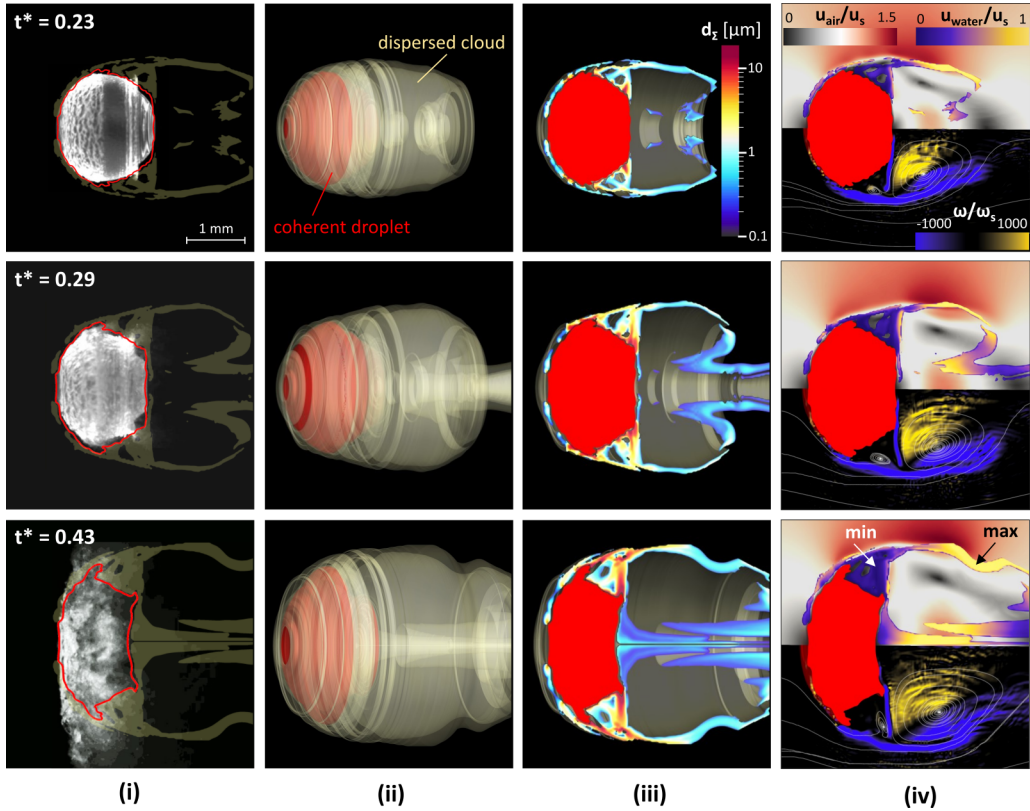 t* = 0.23
1 mm
dispersed cloud
coherent droplet
dΣ [μm]
10
1
0.1
0 u_air/u_s 1.5
0 u_water/u_s 1
ω/ω_s
-1000 1000
t* = 0.29
t* = 0.43
min
max
(i)
(ii)
(iii)
(iv)